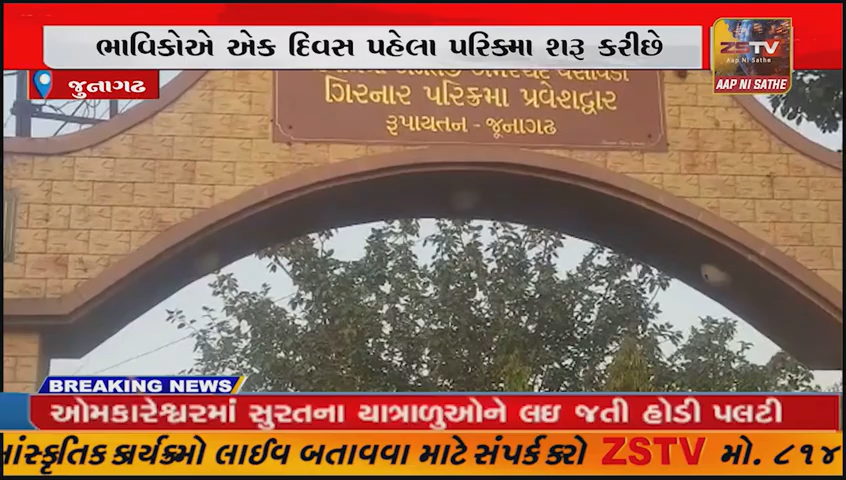 ભાવિકોએ એક દિવસ પહેલા પરિક્મા શરૂ કરીછે
ZSTV
Aap Ni Sathe
AAP NI SATHE
જુનાગઢ
ગિરનાર પરિક્રમા પ્રવેશદ્વાર
રૂપાયતન - જૂનાગઢ
BREAKING NEWS
ઓમકારેશ્વરમાં સુરતના યાત્રાળુઓને લઇ જતી હોડી પલટી
સાંસ્કૃતિક કાર્યક્મો લાઈવ બતાવવા માટે સંપર્ક કરો ZSTV મો. ૮૧૪